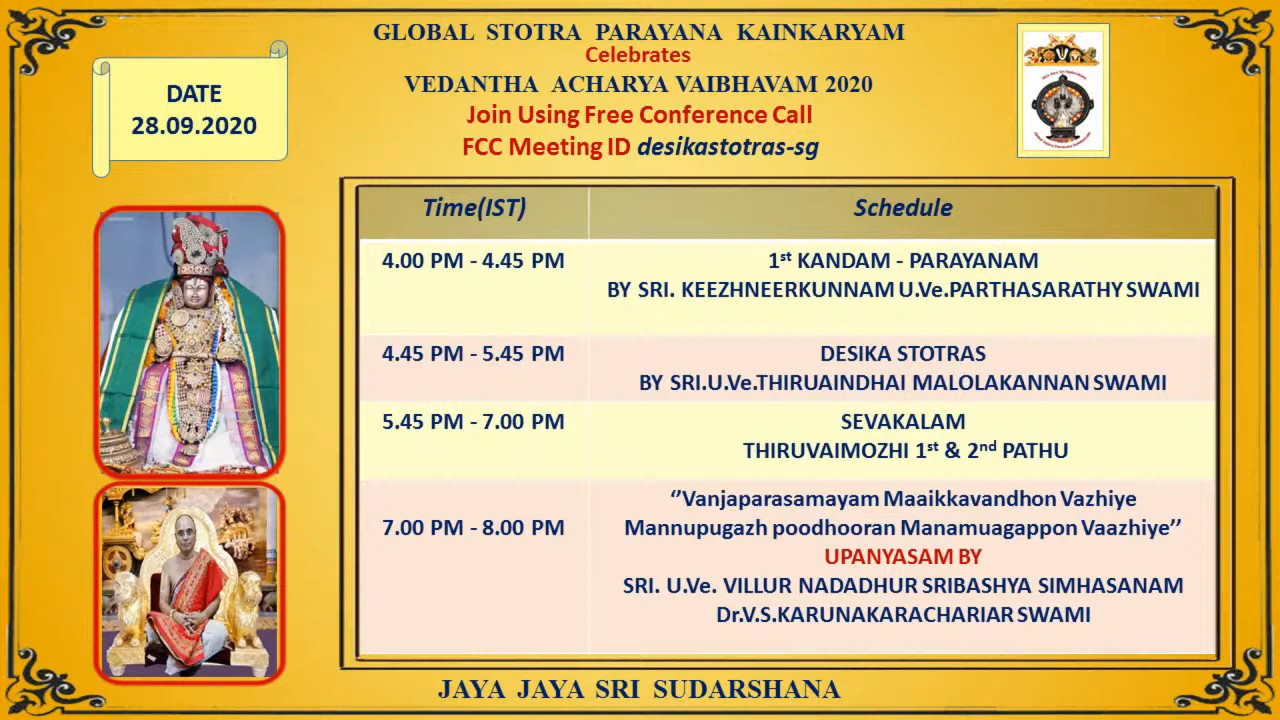 GLOBAL STOTRA PARAYANA KAINKARYAM
Celebrates
VEDANTHA ACHARYA VAIBHAVAM 2020
Join Using Free Conference Call
FCC Meeting ID desikastotras-sg
DATE
28.09.2020
Time(IST) Schedule
4.00 PM - 4.45 PM 1st KANDAM - PARAYANAM
BY SRI. KEEZHNEERKUNNAM U.Ve.PARTHASARATHY SWAMI
4.45 PM - 5.45 PM DESIKA STOTRAS
BY SRI.U.Ve.THIRUAINDHAI MALOLAKANNAN SWAMI
5.45 PM - 7.00 PM SEVAKALAM
THIRUVAIMOZHI 1st & 2nd PATHU
‘’Vanjaparasamayam Maaikkavandhon Vazhiye
7.00 PM - 8.00 PM Mannupugazh poodhooran Manamuagappon Vaazhiye’’
UPANYASAM BY
SRI. U.Ve. VILLUR NADADHUR SRIBASHYA SIMHASANAM
Dr.V.S.KARUNAKARACHARIAR SWAMI
JAYA JAYA SRI SUDARSHANA